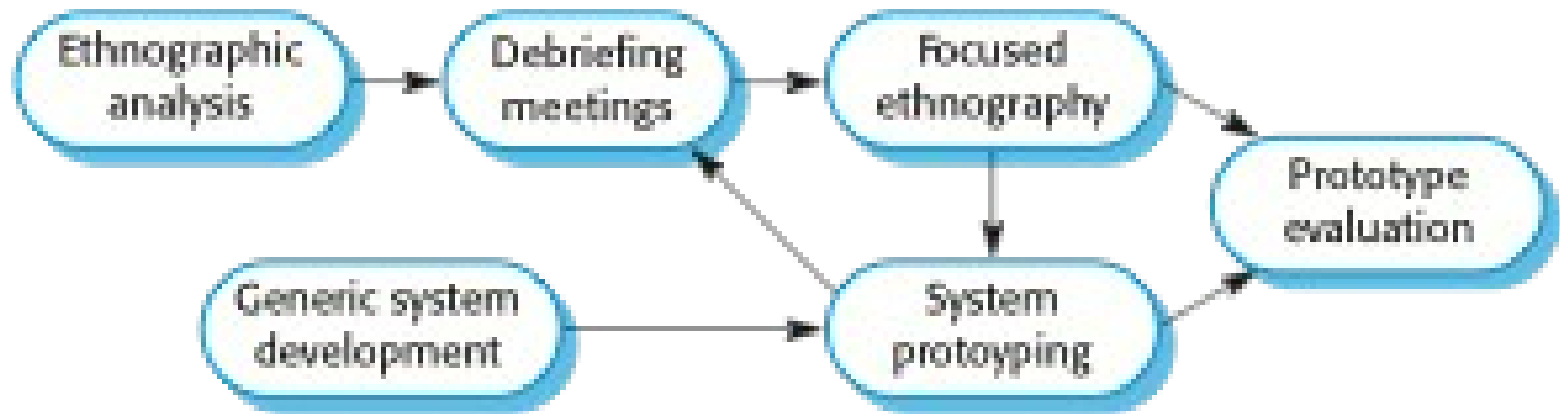 Ethnographic
analysis
Debriefing
meetings
Focused
ethnography
Prototype
evaluation
Generic system
development
System
protoyping